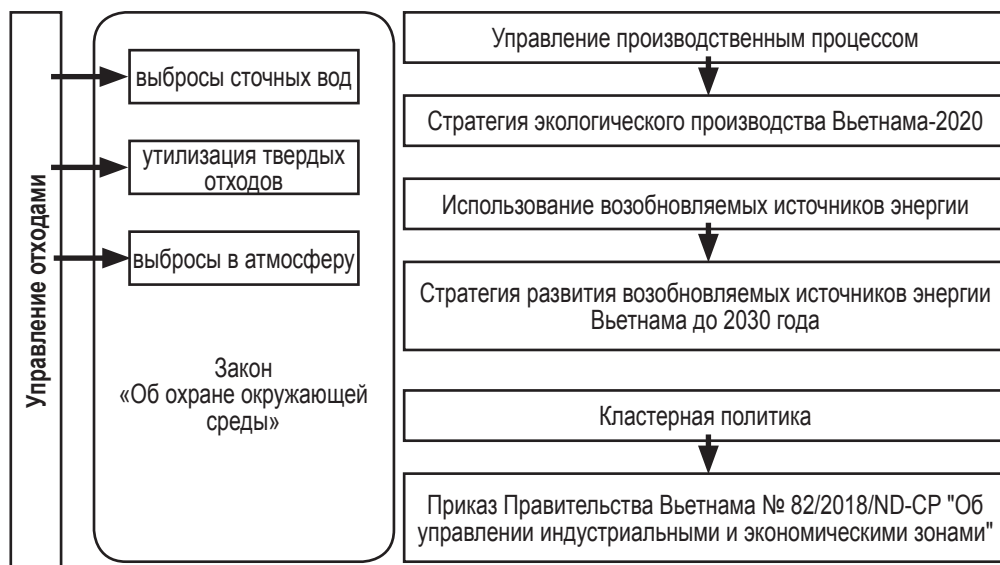 Управление отходами
выбросы сточных вод
утилизация твердых
отходов
выбросы в атмосферу
Закон
«Об охране окружающей
среды»
Управление производственным процессом
Стратегия экологического производства Вьетнама-2020
Использование возобновляемых источников энергии
Стратегия развития возобновляемых источников энергии
Вьетнама до 2030 года
Кластерная политика
Приказ Правительства Вьетнама № 82/2018/ND-CP "Об
управлении индустриальными и экономическими зонами"